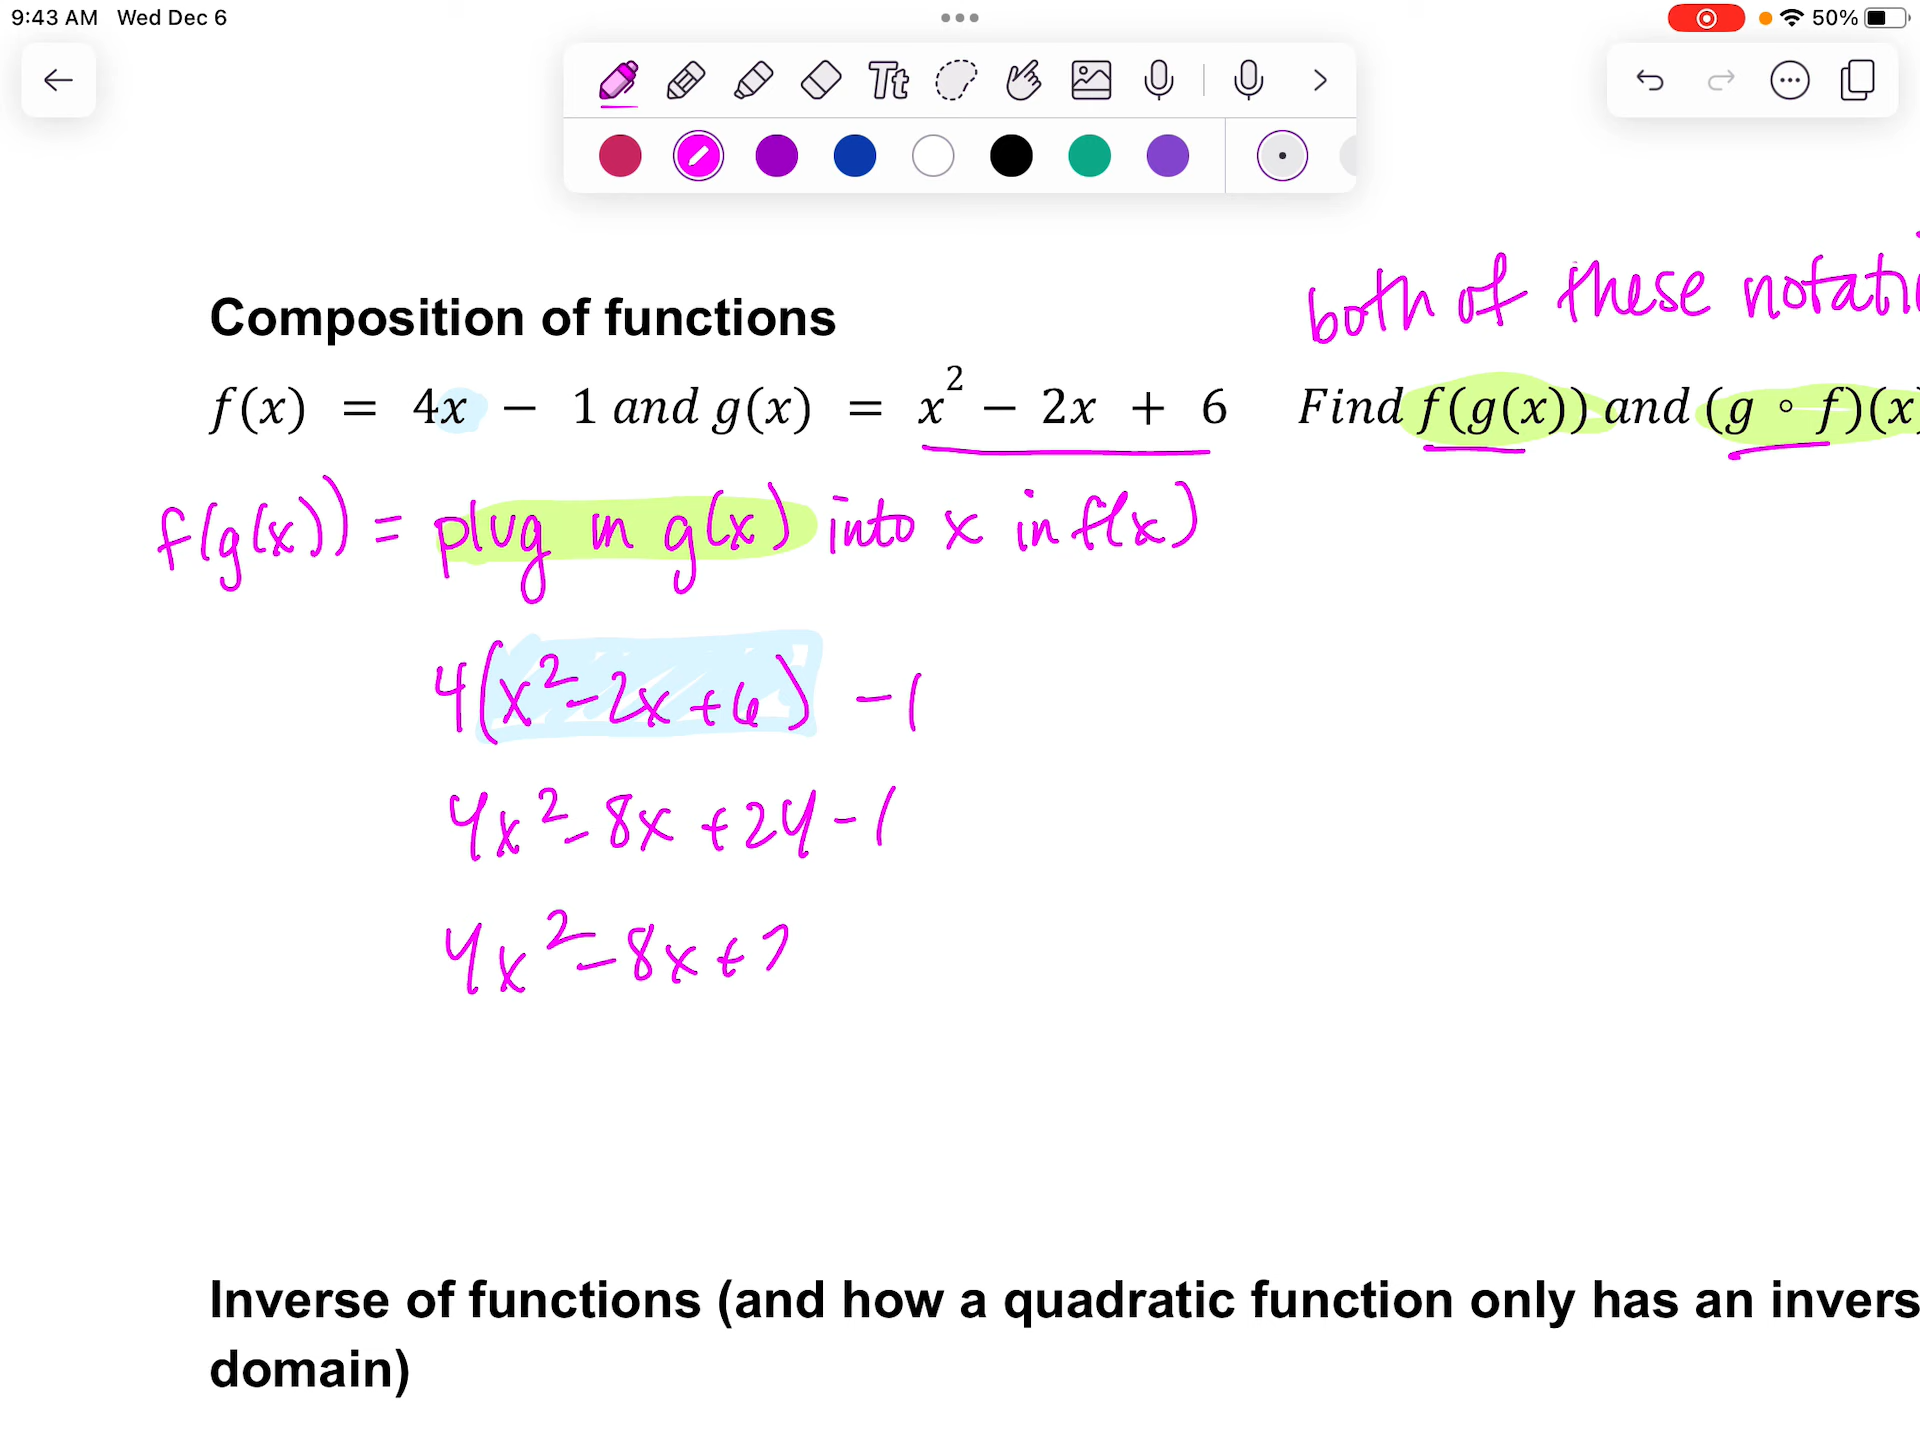 9:43 AM Wed Dec 6
50%
Tt
both of these notati
Composition of functions
f(x) = 4x − 1 and g(x) = x² − 2x + 6 Find f(g(x)) and (g ∘ f)(x)
f(g(x)) = plug in g(x) into x in f(x)
4(x²-2x+6) -1
4x²-8x+24-1
4x²-8x+2
Inverse of functions (and how a quadratic function only has an invers
domain)